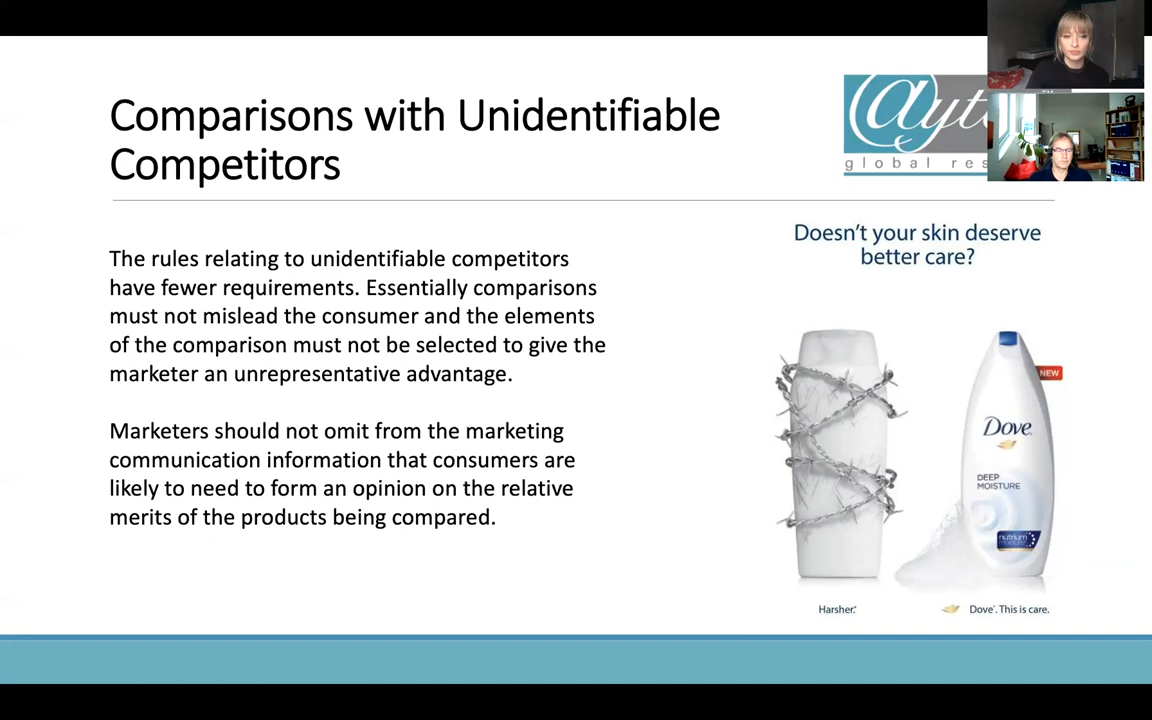 Comparisons with Unidentifiable
Competitors
global res
The rules relating to unidentifiable competitors
have fewer requirements. Essentially comparisons
must not mislead the consumer and the elements
of the comparison must not be selected to give the
marketer an unrepresentative advantage.
Marketers should not omit from the marketing
communication information that consumers are
likely to need to form an opinion on the relative
merits of the products being compared.
Doesn't your skin deserve
better care?
NEW
Dove
DEEP
MOISTURE
nutrium
Harsher.*
Dove®. This is care.